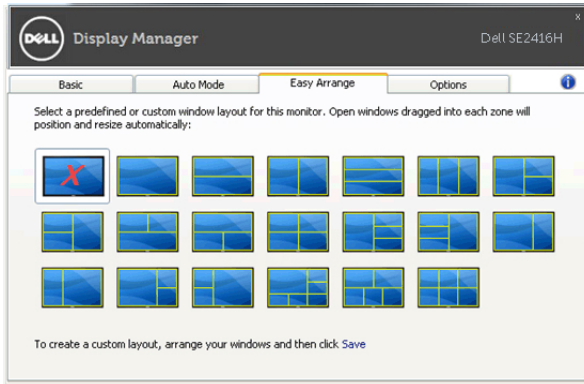 x
DELL Display Manager Dell SE2416H
Basic Auto Mode Easy Arrange Options i
Select a predefined or custom window layout for this monitor. Open windows dragged into each zone will
position and resize automatically:
X
To create a custom layout, arrange your windows and then click Save